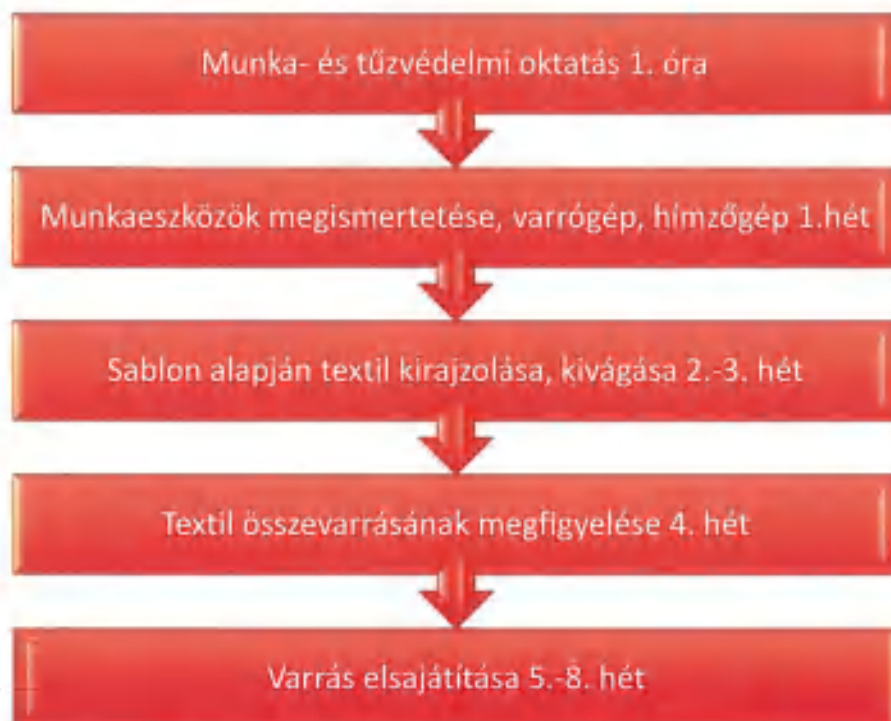 Munka- és tűzvédelmi oktatás 1. óra
Munkaeszközök megismertetése, varrógép, hímzőgép 1.hét
Sablon alapján textil kirajzolása, kivágása 2.-3. hét
Textil összevarrásának megfigyelése 4. hét
Varrás elsajátítása 5.-8. hét